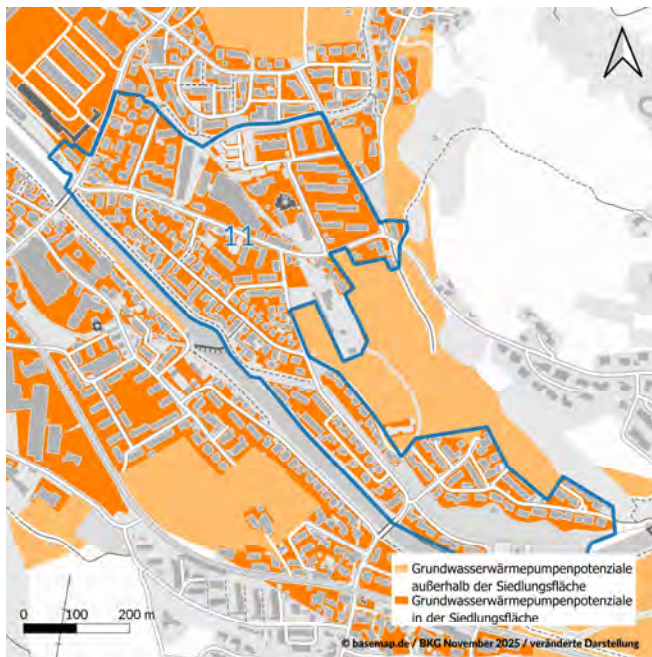 11
Grundwasserwärmepumpenpotenziale
außerhalb der Siedlungsfläche
Grundwasserwärmepumpenpotenziale
in der Siedlungsfläche
0 100 200 m
© basemap.de / BKG November 2025 / veränderte Darstellung